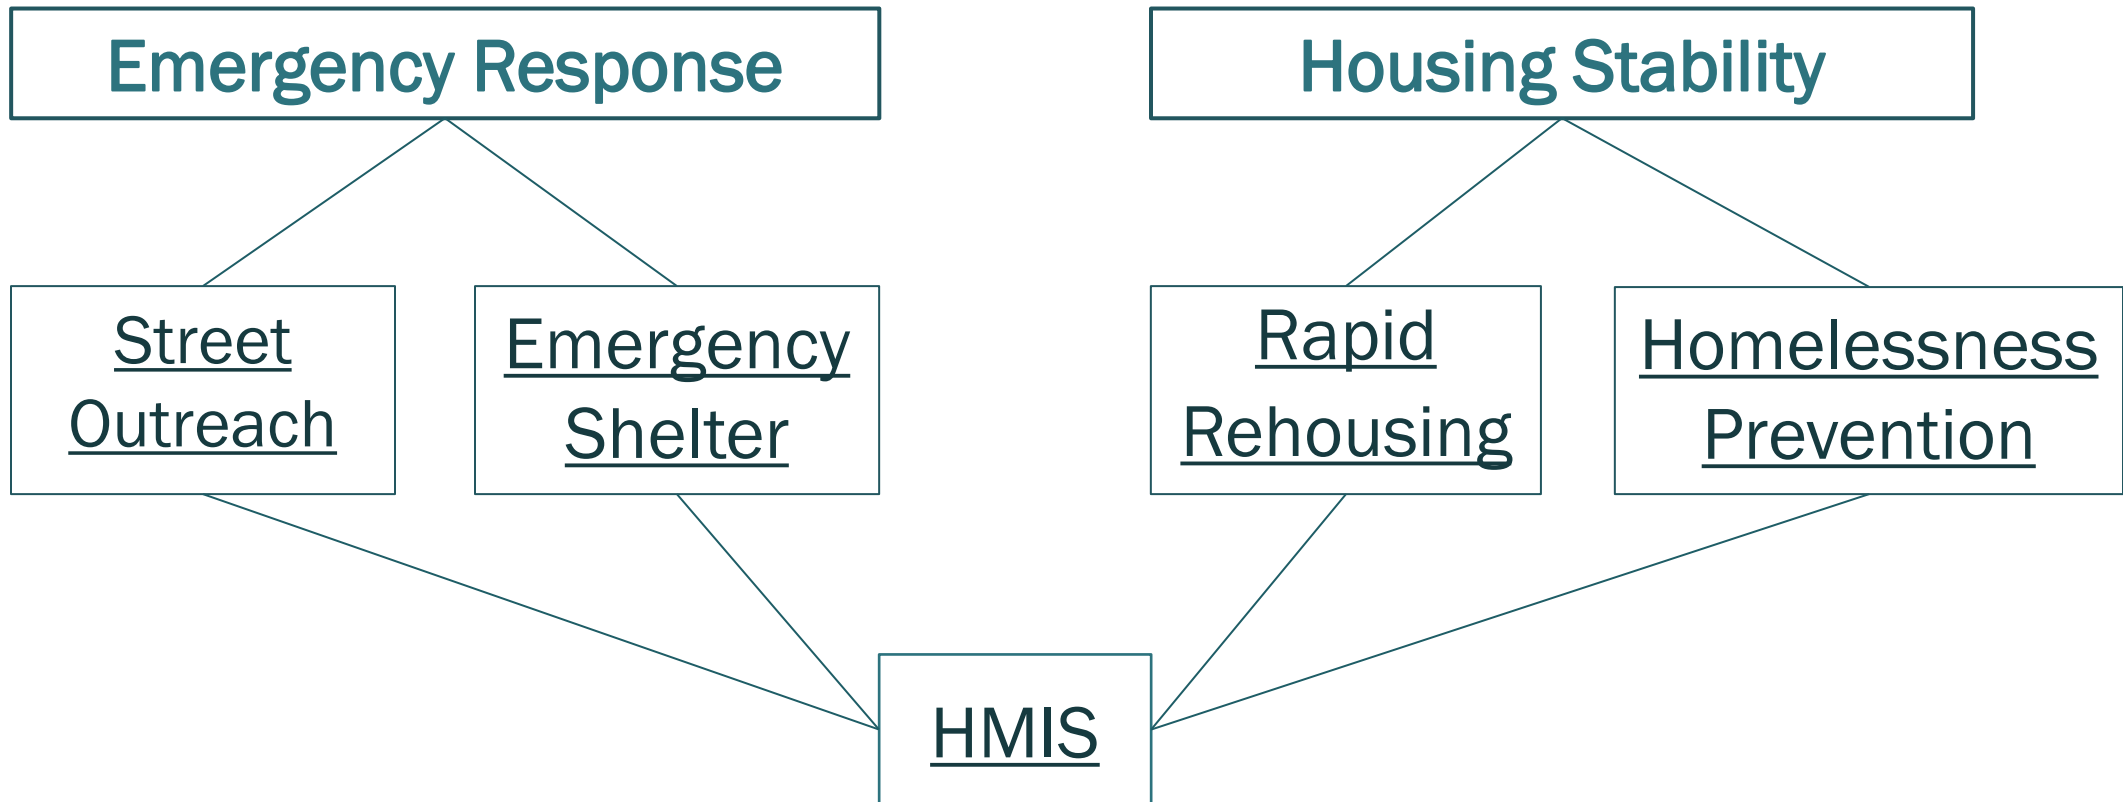 Emergency Response
Housing Stability
Street
Outreach
Emergency
Shelter
Rapid
Rehousing
Homelessness
Prevention
HMIS